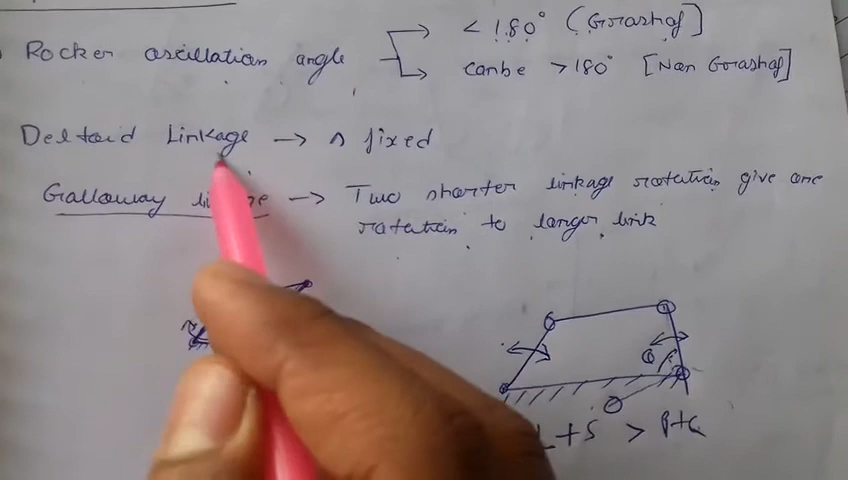 < 180° (Grashof]
Rocker oscillation angle
can be > 180° [Non Grashof]
Deltoid Linkage → s fixed
Galloway → Two shorter linkage rotation give one
rotation to longer link
L+S > P+Q